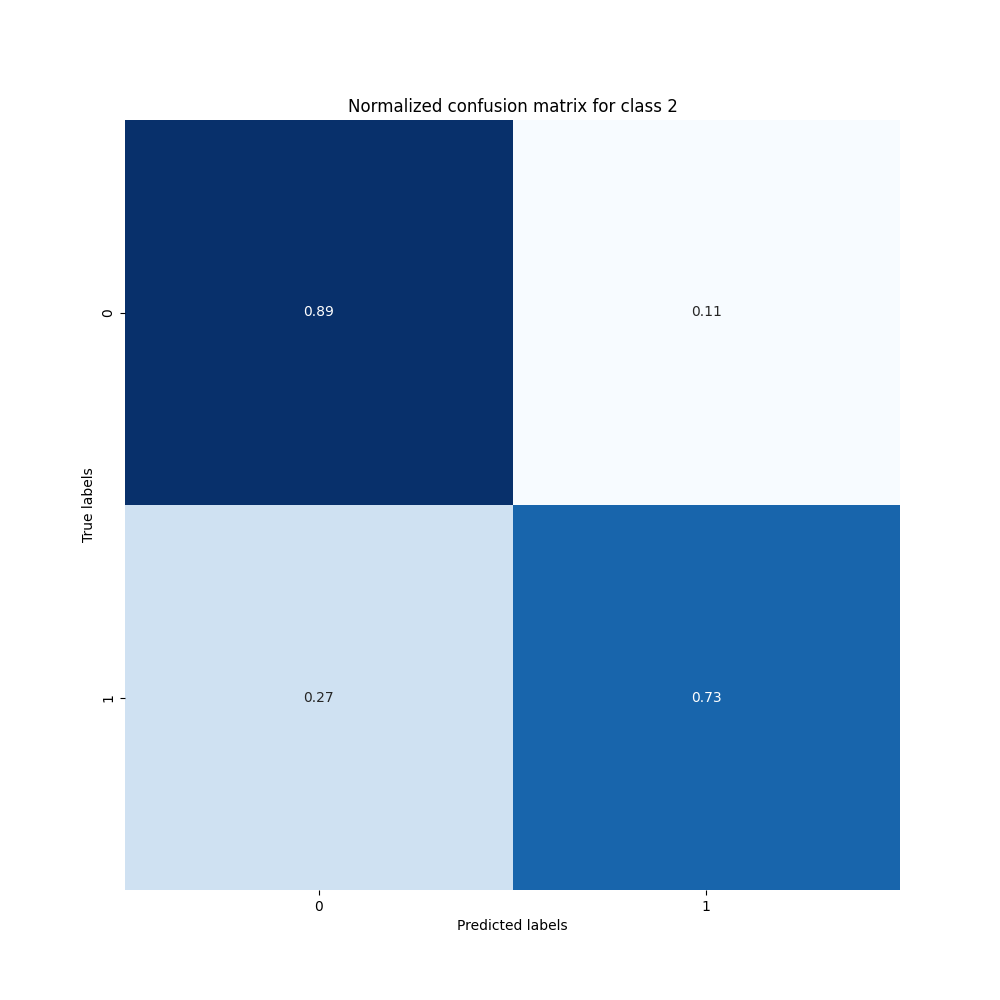 Normalized confusion matrix for class 2
0
0.89
0.11
True labels
1
0.27
0.73
0
1
Predicted labels